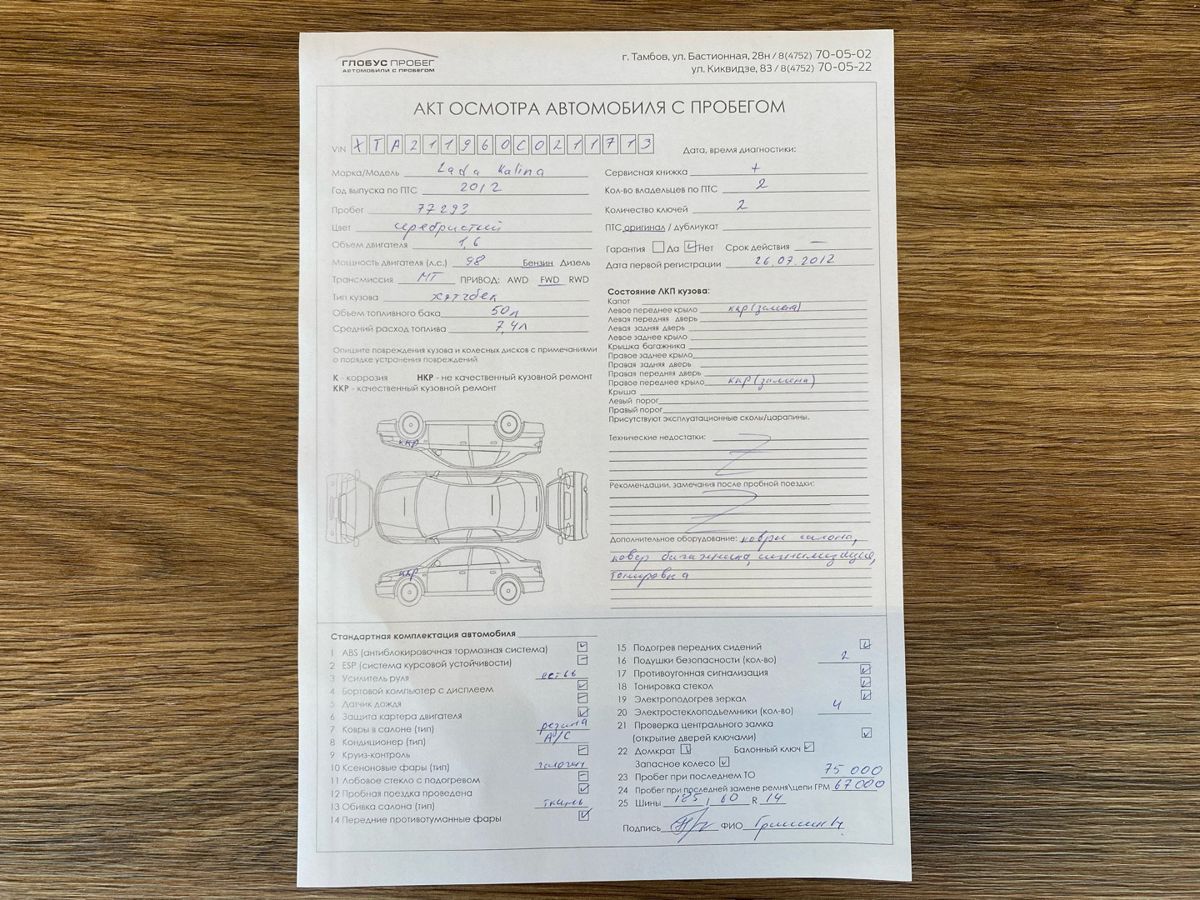 ГЛОБУС ПРОБЕГ
АВТОМОБИЛИ С ПРОБЕГОМ
г. Тамбов, ул. Бастионная, 28н / 8(4752) 70-05-02
ул. Киквидзе, 83 / 8(4752) 70-05-22
АКТ ОСМОТРА АВТОМОБИЛЯ С ПРОБЕГОМ
VIN XTA211960C0211713
Дата, время диагностики:
Марка/Модель Lada Kalina
Год выпуска по ПТС 2012
Пробег 77293
Цвет серебристый
Объем двигателя 1,6
Мощность двигателя (л.с.) 98 Бензин Дизель
Трансмиссия МТ ПРИВОД: AWD FWD RWD
Тип кузова хэтчбек
Объем топливного бака 50л
Средний расход топлива 7,4л
Опишите повреждения кузова и колесных дисков с примечаниями
о порядке устранения повреждений
К - коррозия НКР - не качественный кузовной ремонт
ККР - качественный кузовной ремонт
ккр
ккр
Сервисная книжка +
Кол-во владельцев по ПТС 2
Количество ключей 2
ПТС оригинал / дубликат
Гарантия Да Нет Срок действия —
Дата первой регистрации 26.07.2012
Состояние ЛКП кузова:
Капот
Левое переднее крыло ккр (замена)
Левая передняя дверь
Левая задняя дверь
Левое заднее крыло
Крышка багажника
Правое заднее крыло
Правая задняя дверь
Правая передняя дверь
Правое переднее крыло ккр (замена)
Крыша
Левый порог
Правый порог
Присутствуют эксплуатационные сколы/царапины.
Технические недостатки:
Рекомендации, замечания после пробной поездки:
Дополнительное оборудование: ковры салона,
ковер багажника, сигнализация,
тонировка
Стандартная комплектация автомобиля
1 ABS (антиблокировочная тормозная система)
2 ESP (система курсовой устойчивости)
3 Усилитель руля есть
4 Бортовой компьютер с дисплеем
5 Датчик дождя
6 Защита картера двигателя
7 Ковры в салоне (тип) резина
8 Кондиционер (тип) A/C
9 Круиз-контроль
10 Ксеноновые фары (тип) галоген
11 Лобовое стекло с подогревом
12 Пробная поездка проведена
13 Обивка салона (тип) ткань
14 Передние противотуманные фары
15 Подогрев передних сидений
16 Подушки безопасности (кол-во) 2
17 Противоугонная сигнализация
18 Тонировка стекол
19 Электроподогрев зеркал
20 Электростеклоподъемники (кол-во) 4
21 Проверка центрального замка
(открытие дверей ключами)
22 Домкрат Балонный ключ
Запасное колесо
23 Пробег при последнем ТО 75 000
24 Пробег при последней замене ремня\цепи ГРМ 67000
25 Шины 185 / 60 R 14
Подпись ФИО